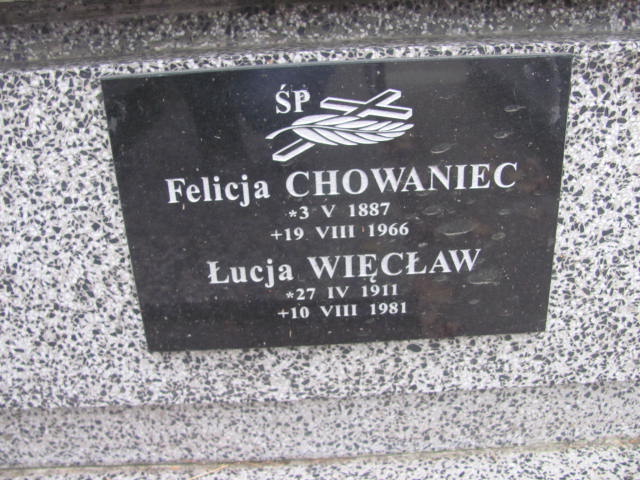 ŚP
Felicja CHOWANIEC
*3 V 1887
+19 VIII 1966
Łucja WIĘCŁAW
*27 IV 1911
+10 VIII 1981